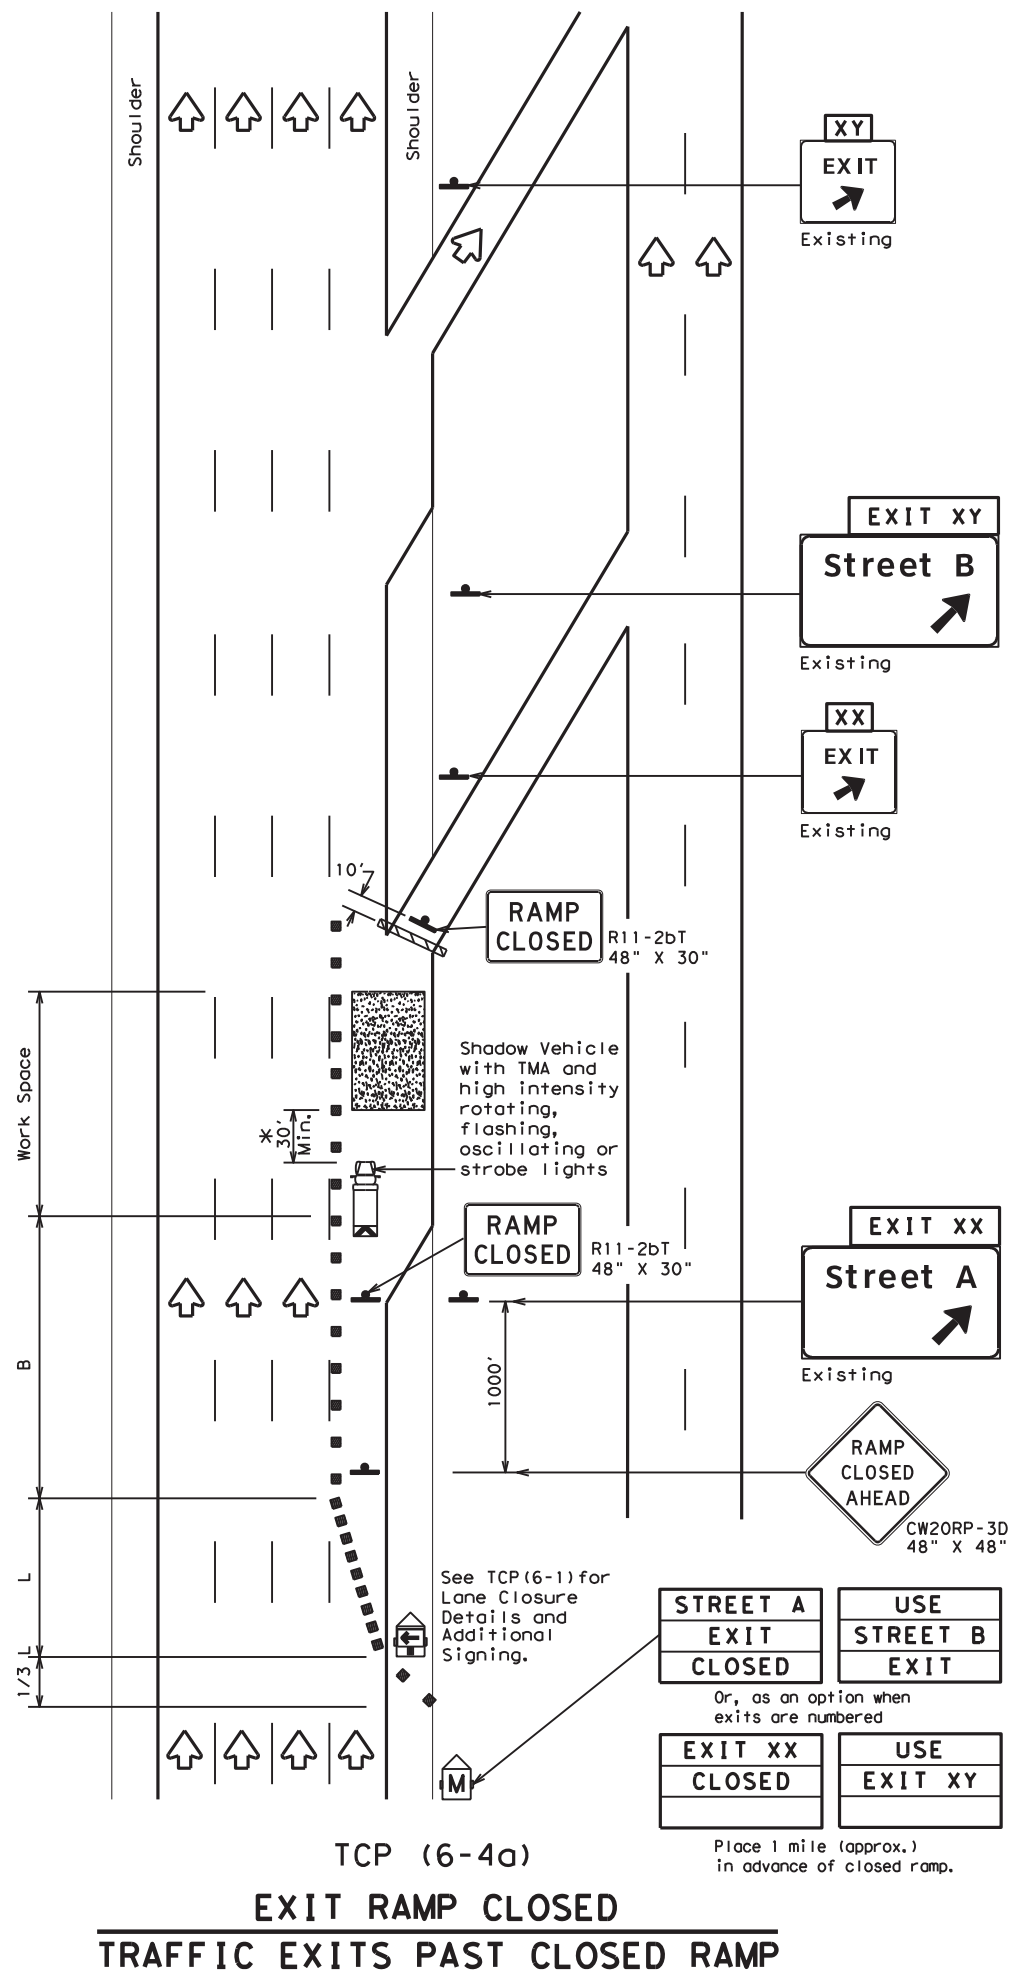 Shoulder
Shoulder
XY
EXIT
Existing
EXIT XY
Street B
Existing
XX
EXIT
Existing
10'
RAMP
CLOSED
R11-2bT
48" X 30"
Work Space
*
30'
Min.
Shadow Vehicle
with TMA and
high intensity
rotating,
flashing,
oscillating or
strobe lights
RAMP
CLOSED
R11-2bT
48" X 30"
EXIT XX
Street A
Existing
B
1000'
RAMP
CLOSED
AHEAD
CW20RP-3D
48" X 48"
L
See TCP(6-1)for
Lane Closure
Details and
Additional
Signing.
1/3 L
STREET A
EXIT
CLOSED
USE
STREET B
EXIT
Or, as an option when
exits are numbered
EXIT XX
CLOSED
USE
EXIT XY
M
Place 1 mile (approx.)
in advance of closed ramp.
TCP (6-4a)
EXIT RAMP CLOSED
TRAFFIC EXITS PAST CLOSED RAMP